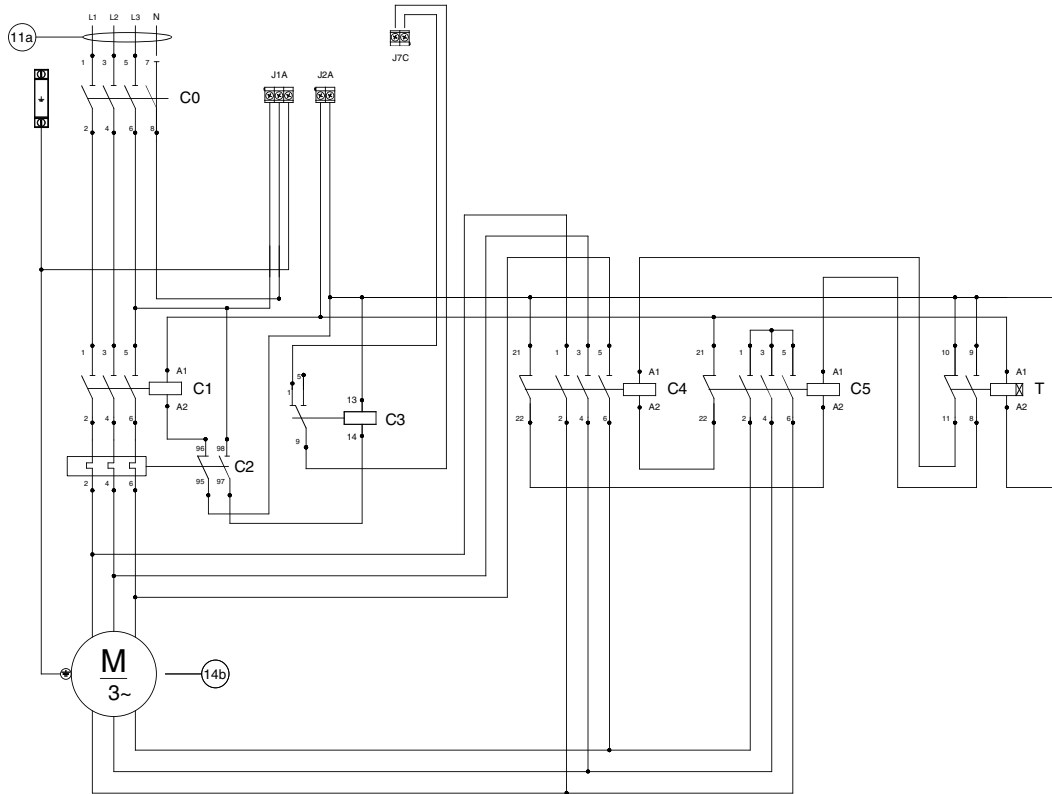 L1 L2 L3 N
11a
J7C
1 3 5 7
J1A J2A
C0
2 4 6 8
1 3 5
21 1 3 5
21 1 3 5
10 9
A1
5
A1
A1
A1
1
13
C1
C3
C4
C5
T
A2
A2
A2
A2
2 4 6
9
14
22 2 4 6
22 2 4 6
11 8
96 98
C2
95 97
2 4 6
M
3~
14b